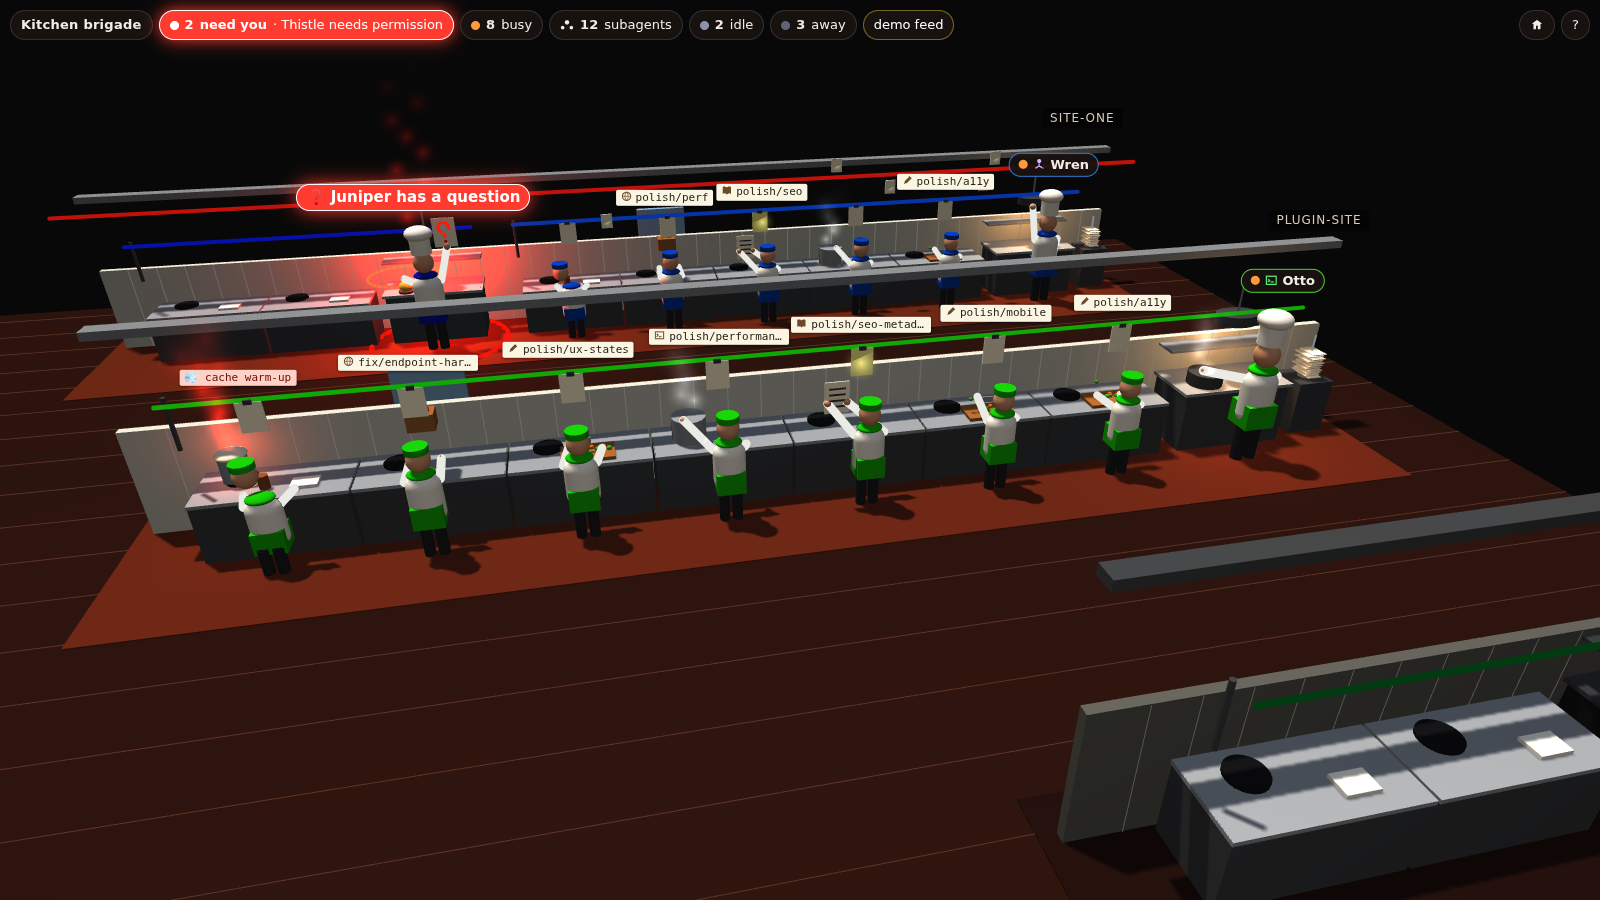 Kitchen brigade
2 need you · Thistle needs permission
8 busy
12 subagents
2 idle
3 away
demo feed
?
SITE-ONE
Wren
polish/a11y
polish/seo
polish/perf
Juniper has a question
?
PLUGIN-SITE
Otto
polish/a11y
polish/mobile
polish/seo-metad…
polish/performan…
polish/ux-states
fix/endpoint-har…
cache warm-up